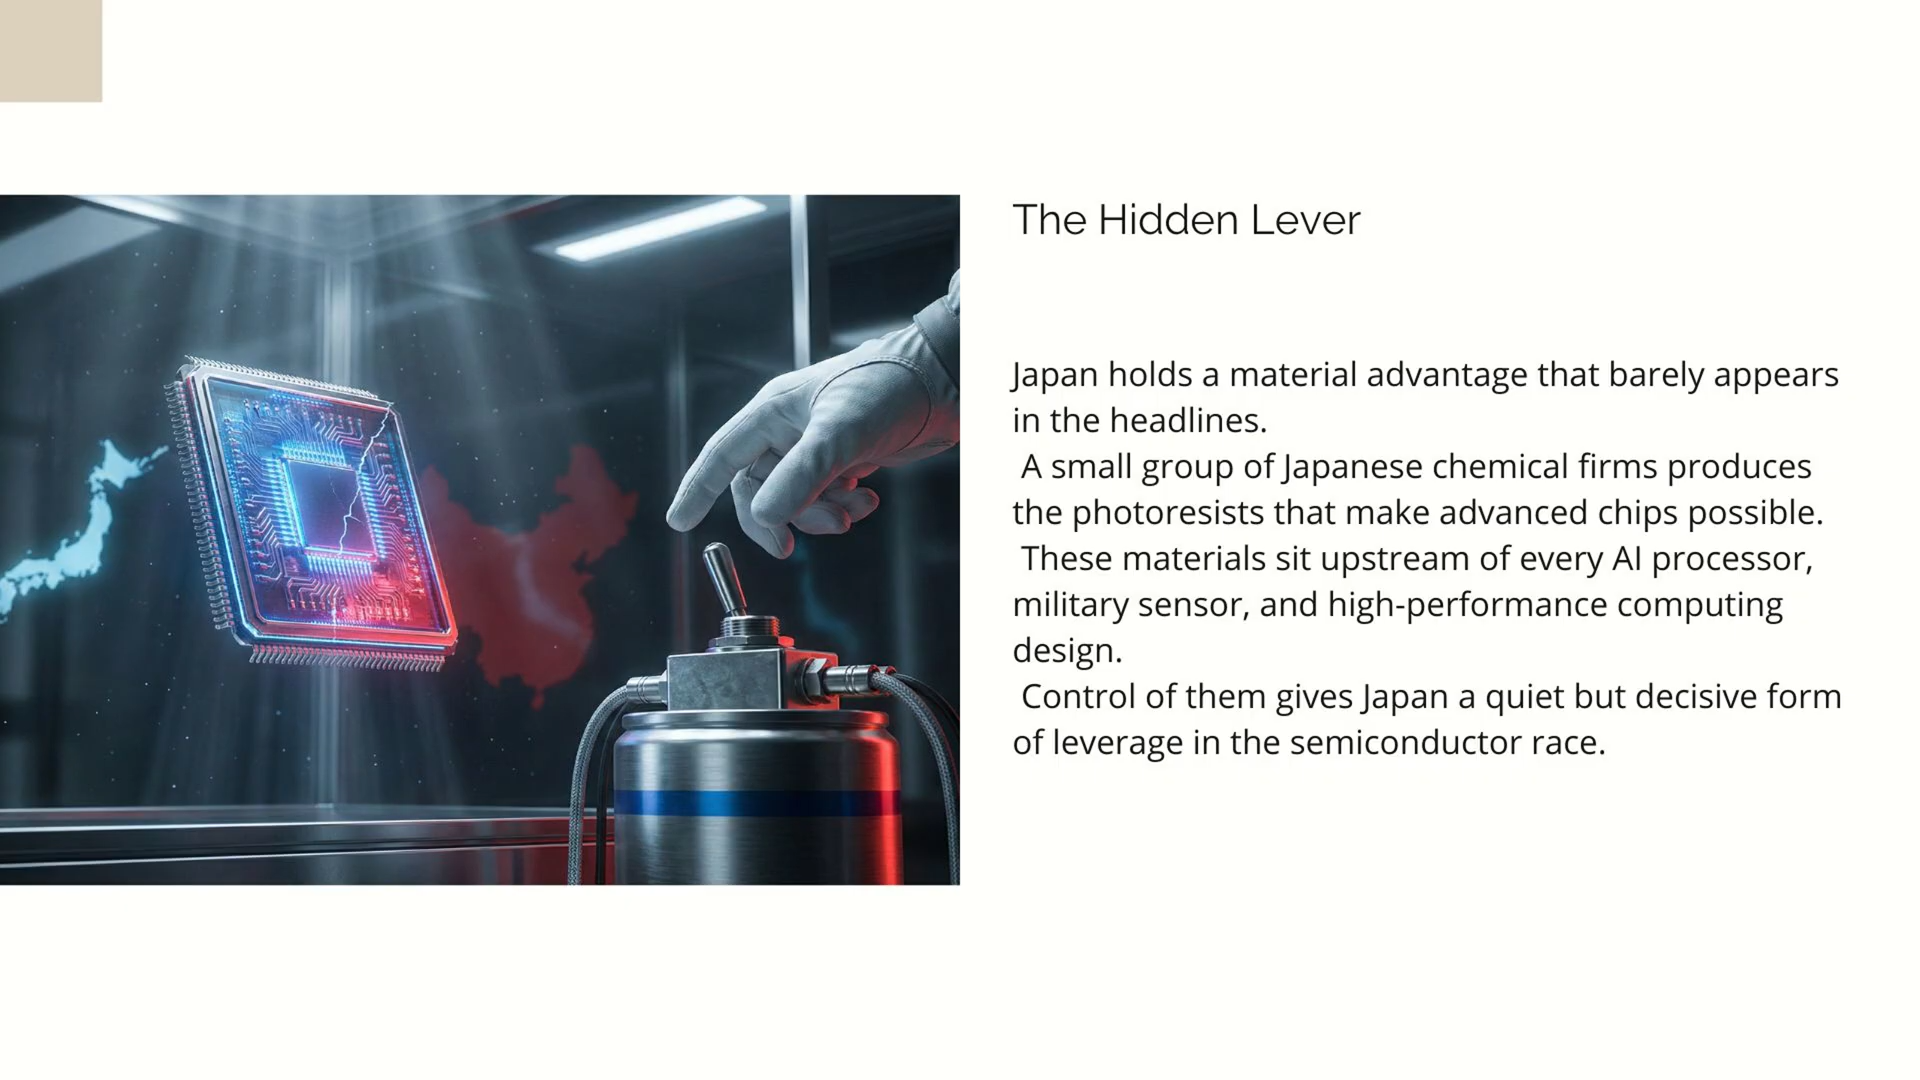 The Hidden Lever
Japan holds a material advantage that barely appears
in the headlines.
A small group of Japanese chemical firms produces
the photoresists that make advanced chips possible.
These materials sit upstream of every AI processor,
military sensor, and high-performance computing
design.
Control of them gives Japan a quiet but decisive form
of leverage in the semiconductor race.